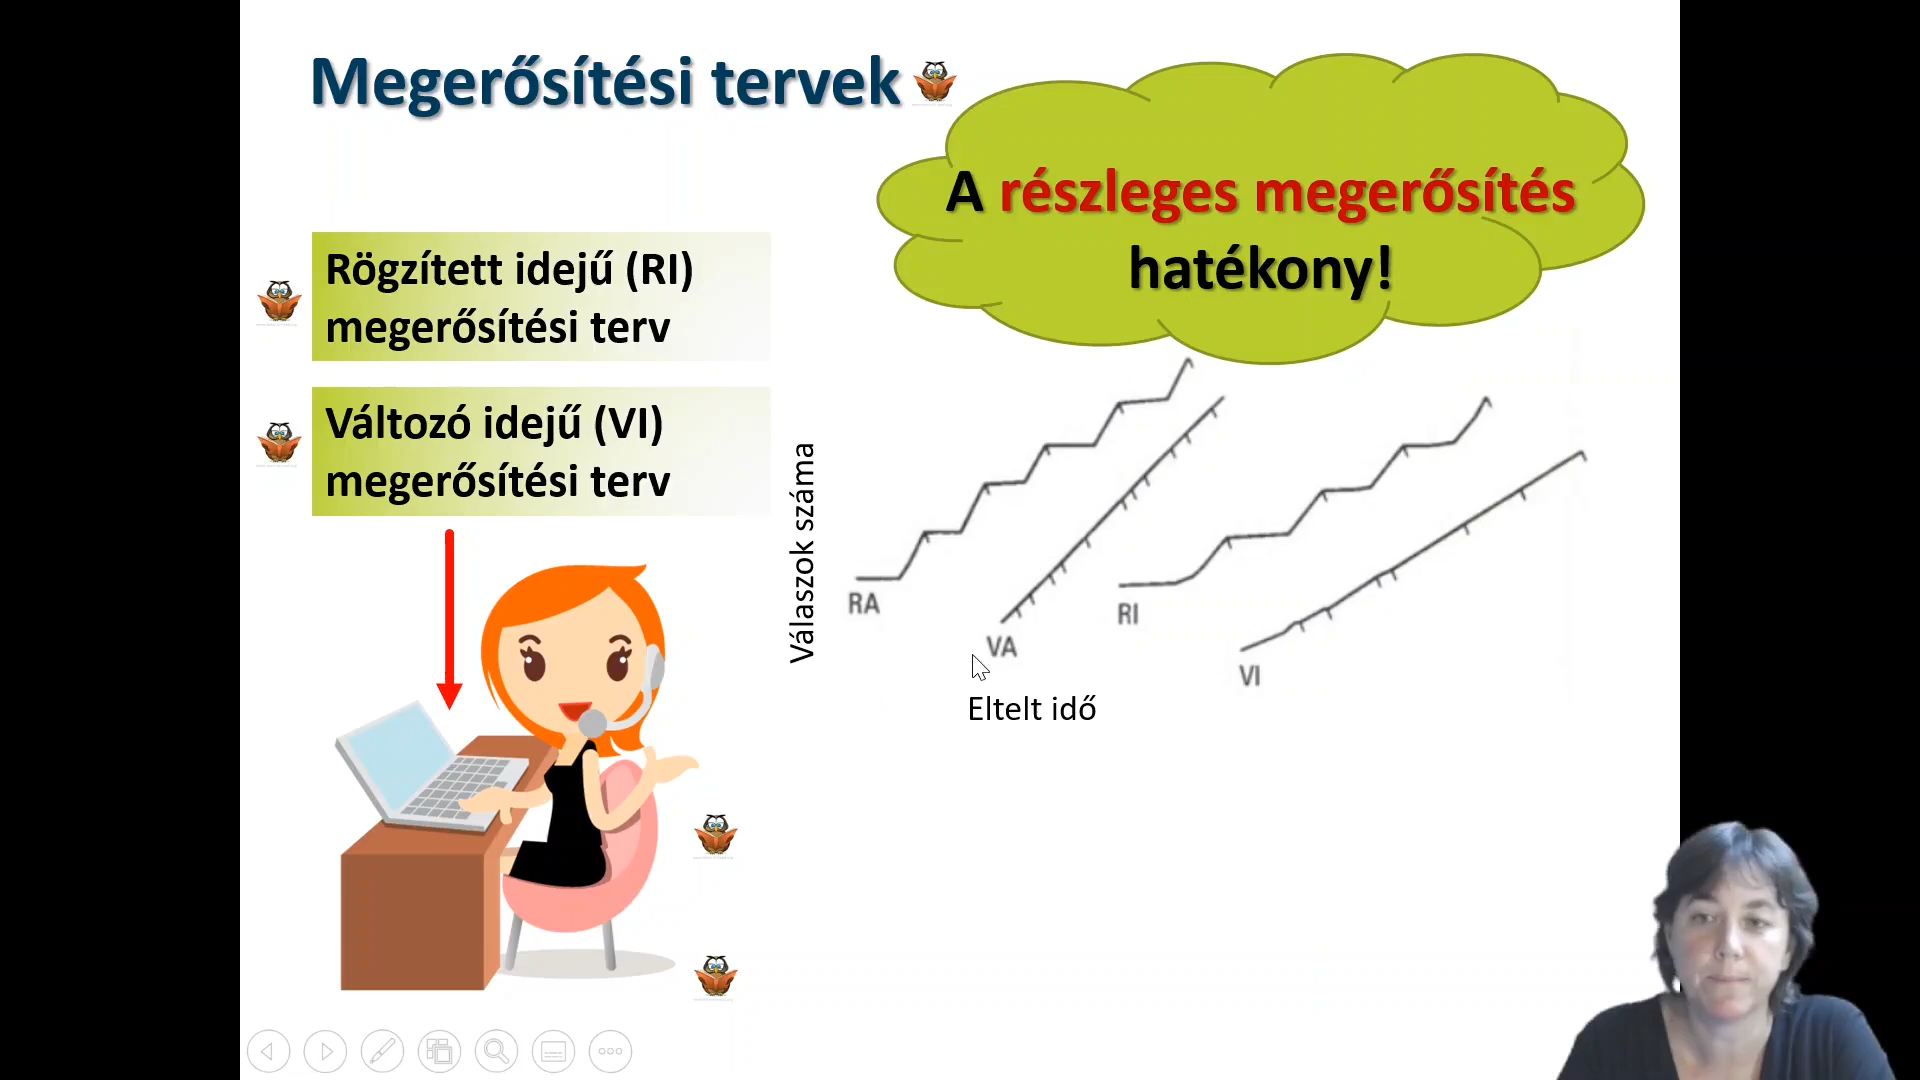 Megerősítési tervek
A részleges megerősítés
hatékony!
Rögzített idejű (RI)
megerősítési terv
Változó idejű (VI)
megerősítési terv
Válaszok száma
RA
VA
RI
VI
Eltelt idő